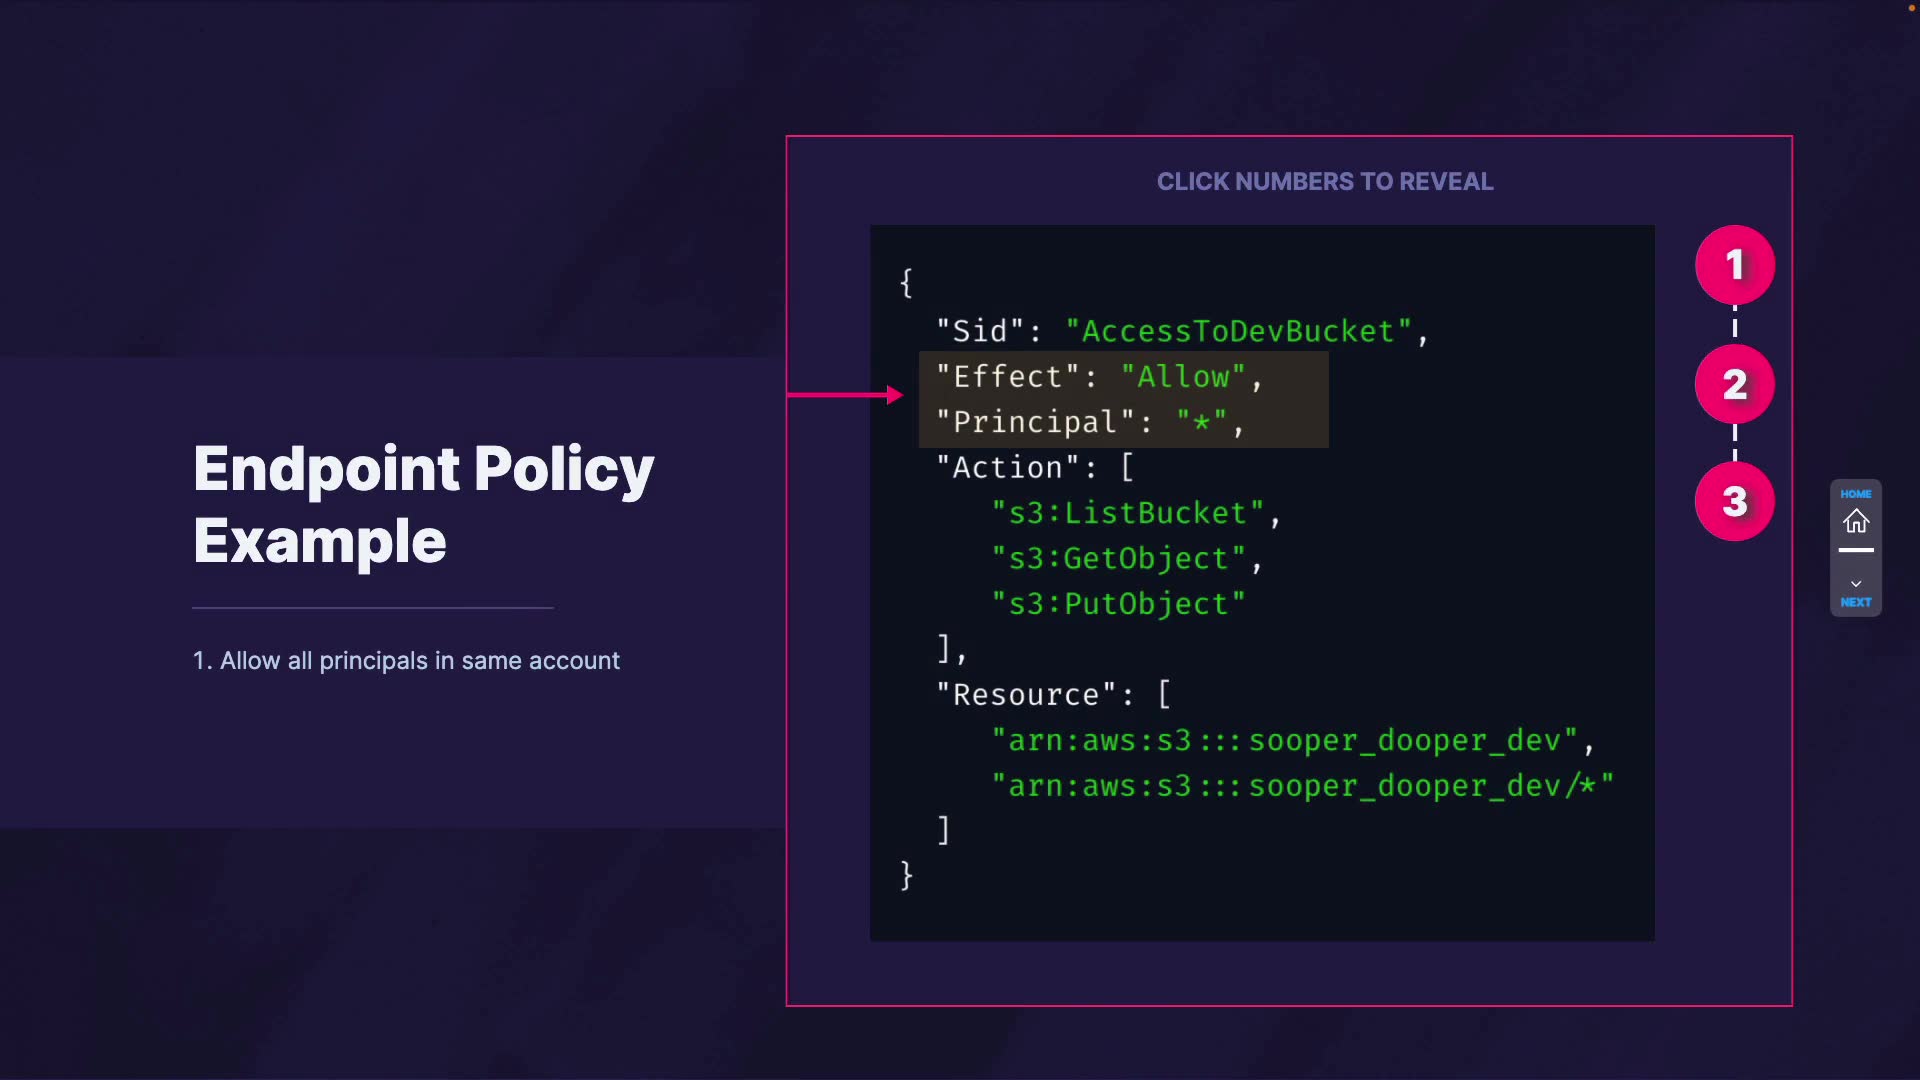 Endpoint Policy
Example
1. Allow all principals in same account
CLICK NUMBERS TO REVEAL
{
"Sid": "AccessToDevBucket",
"Effect": "Allow",
"Principal": "*",
"Action": [
"s3:ListBucket",
"s3:GetObject",
"s3:PutObject"
],
"Resource": [
"arn:aws:s3:::sooper_dooper_dev",
"arn:aws:s3:::sooper_dooper_dev/*"
]
}
1
2
3
HOME
NEXT